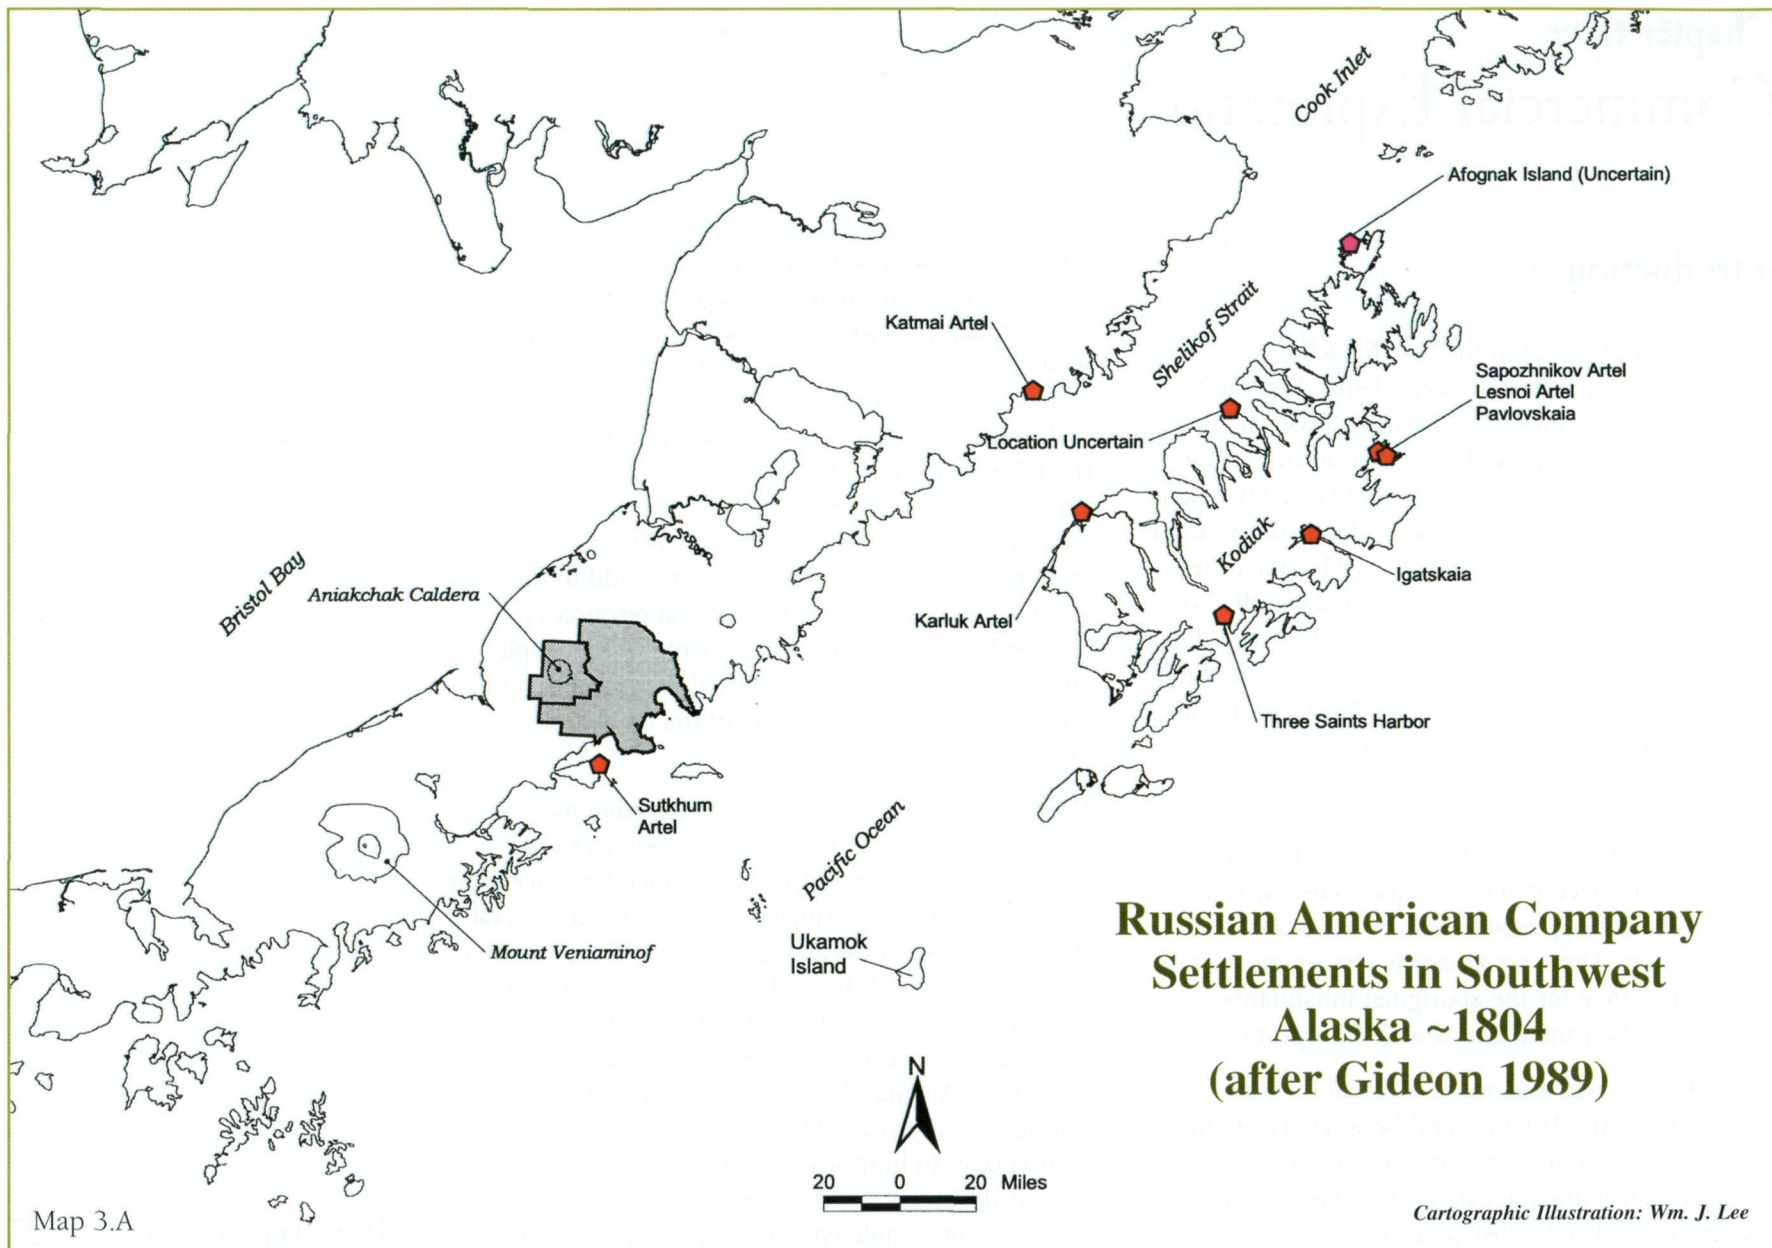 Cook Inlet
Afognak Island (Uncertain)
Katmai Artel
Shelikof Strait
Sapozhnikov Artel
Lesnoi Artel
Pavlovskaia
Location Uncertain
Kodiak
Igatskaia
Bristol Bay
Aniakchak Caldera
Karluk Artel
Three Saints Harbor
Sutkhum
Artel
Pacific Ocean
Mount Veniaminof
Ukamok
Island
Russian American Company
Settlements in Southwest
Alaska ~1804
(after Gideon 1989)
N
20 0 20 Miles
Map 3.A
Cartographic Illustration: Wm. J. Lee